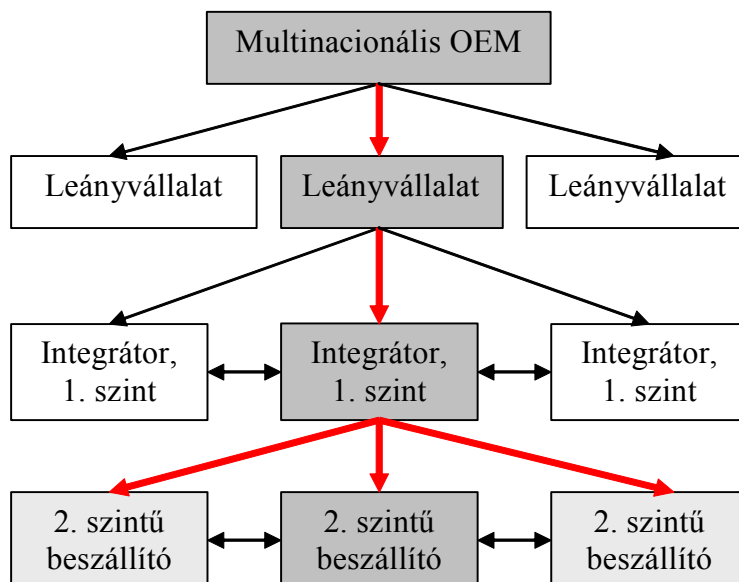 Multinacionális OEM
Leányvállalat
Leányvállalat
Leányvállalat
Integrátor,
1. szint
Integrátor,
1. szint
Integrátor,
1. szint
2. szintű
beszállító
2. szintű
beszállító
2. szintű
beszállító